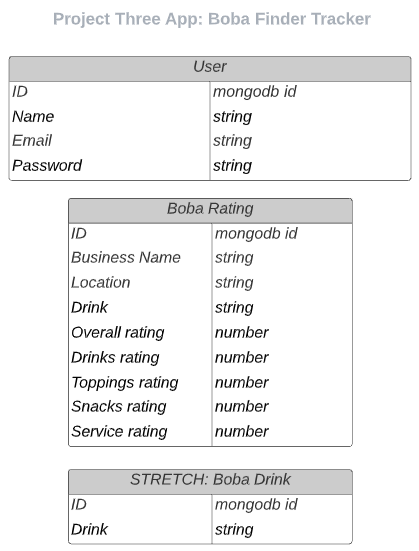 Project Three App: Boba Finder Tracker
User
ID mongodb id
Name string
Email string
Password string
Boba Rating
ID mongodb id
Business Name string
Location string
Drink string
Overall rating number
Drinks rating number
Toppings rating number
Snacks rating number
Service rating number
STRETCH: Boba Drink
ID mongodb id
Drink string